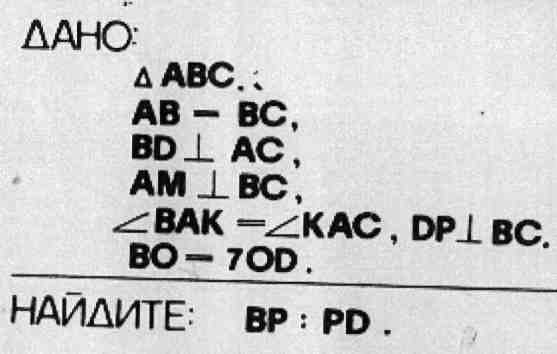 ДАНО:
△ ABC.
AB = BC,
BD ⊥ AC,
AM ⊥ BC,
∠BAK = ∠KAC, DP ⊥ BC.
BO = 7OD.
НАЙДИТЕ: BP : PD.